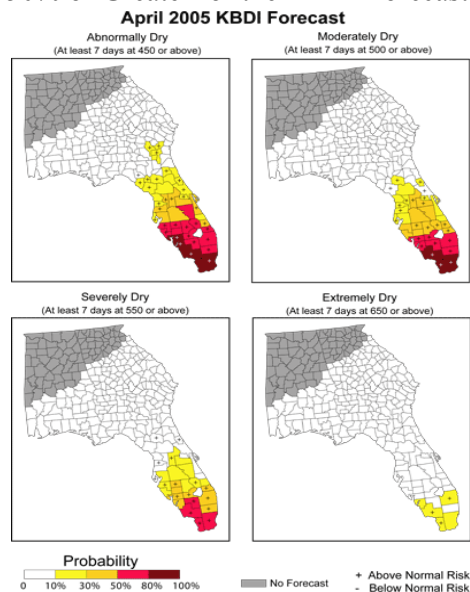 April 2005 KBDI Forecast
Abnormally Dry
(At least 7 days at 450 or above)
Moderately Dry
(At least 7 days at 500 or above)
Severely Dry
(At least 7 days at 550 or above)
Extremely Dry
(At least 7 days at 650 or above)
Probability
0 10% 30% 50% 80% 100%
No Forecast
+ Above Normal Risk
- Below Normal Risk